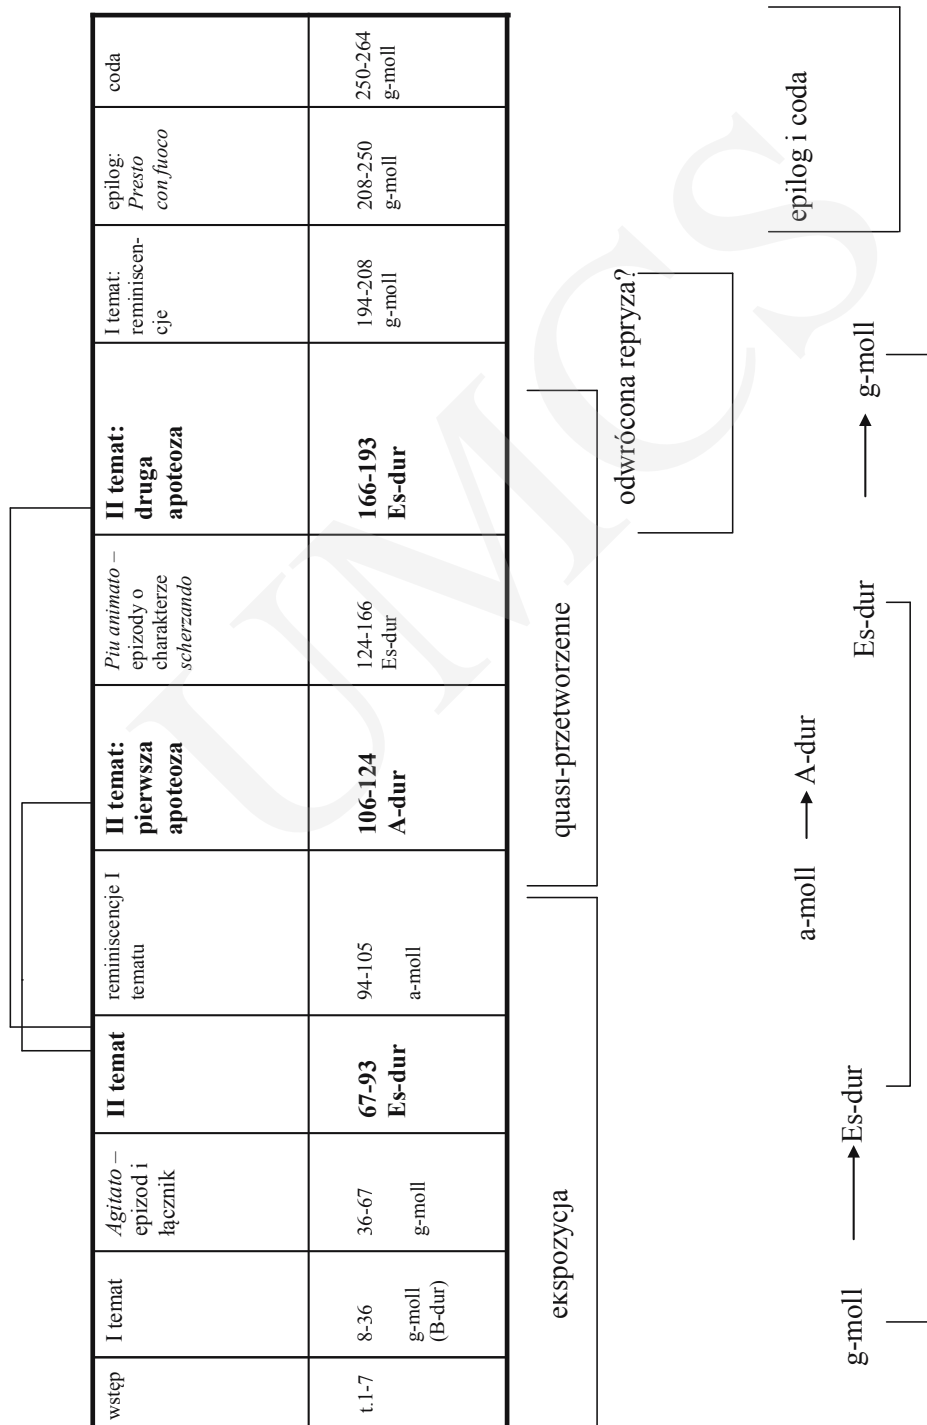 wstęp
I temat
Agitato –
epizod i
łącznik
II temat
reminiscencje I
tematu
II temat:
pierwsza
apoteoza
Piu animato –
epizody o
charakterze
scherzando
II temat:
druga
apoteoza
I temat:
reminiscen-
cje
epilog:
Presto
con fuoco
coda
t.1-7
8-36
g-moll
(B-dur)
36-67
g-moll
67-93
Es-dur
94-105
a-moll
106-124
A-dur
124-166
Es-dur
166-193
Es-dur
194-208
g-moll
208-250
g-moll
250-264
g-moll
ekspozycja
quasi-przetworzenie
odwrócona repryza?
epilog i coda
g-moll
Es-dur
a-moll
A-dur
Es-dur
g-moll
UMCS